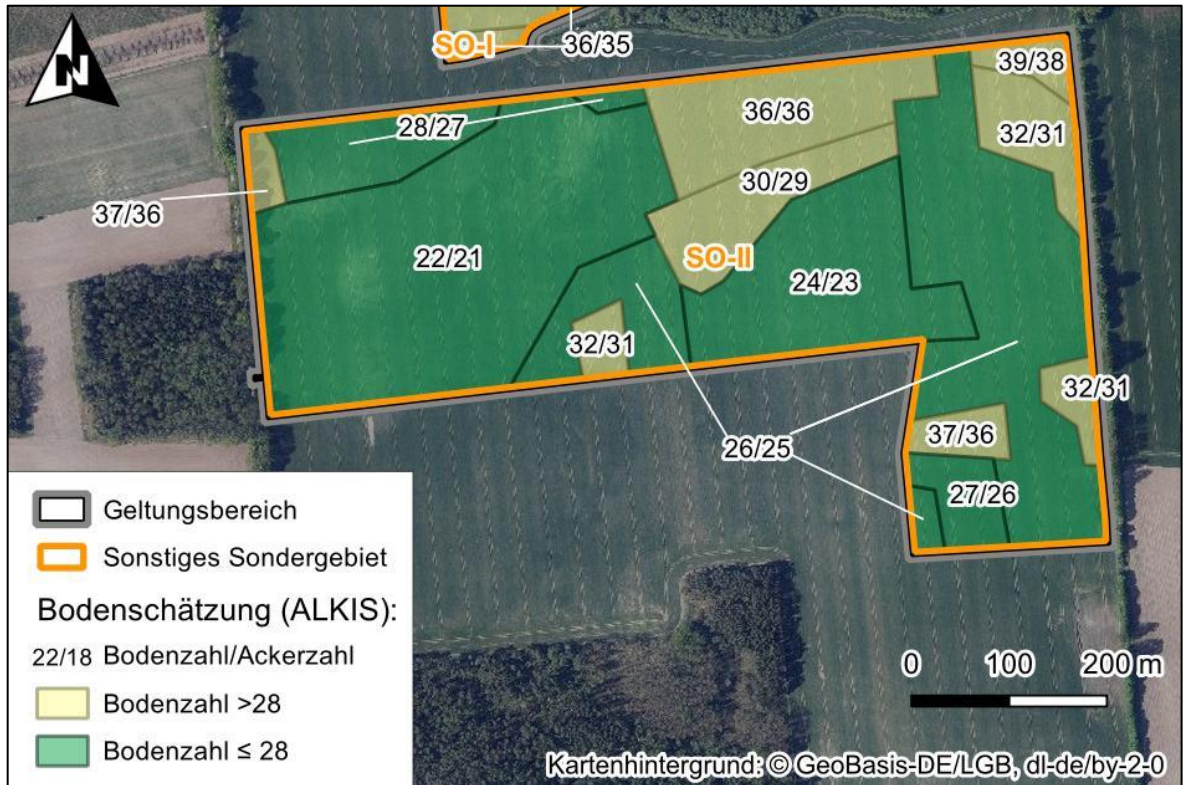 N
SO-I
36/35
39/38
28/27
36/36
32/31
37/36
30/29
22/21
SO-II
24/23
32/31
32/31
26/25
37/36
27/26
Geltungsbereich
Sonstiges Sondergebiet
Bodenschätzung (ALKIS):
22/18 Bodenzahl/Ackerzahl
Bodenzahl >28
Bodenzahl ≤ 28
0 100 200 m
Kartenhintergrund: © GeoBasis-DE/LGB, dl-de/by-2-0